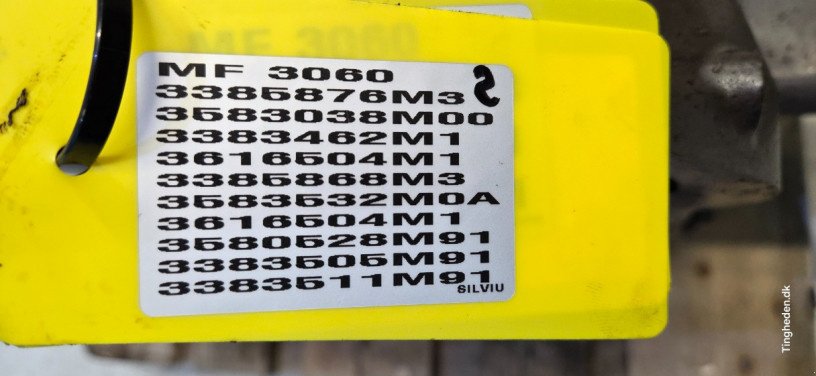 MF 3060
S
3385876M3
3583038M00
3383462M1
3616504M1
3385868M3
3583532M0A
3616504M1
3580528M91
3383505M91
3383511M91
SILVIU
Tingheden.dk